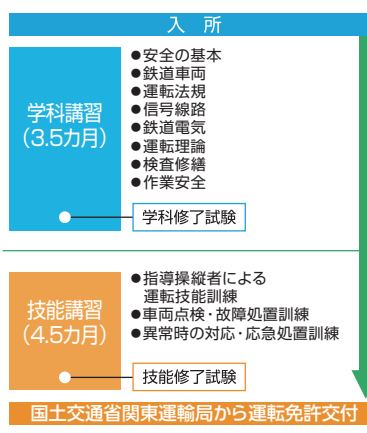 入 所
学科講習
（3.5カ月）
●安全の基本
●鉄道車両
●運転法規
●信号線路
●鉄道電気
●運転理論
●検査修繕
●作業安全
学科修了試験
技能講習
（4.5カ月）
●指導操縦者による
運転技能訓練
●車両点検・故障処置訓練
●異常時の対応・応急処置訓練
技能修了試験
国土交通省関東運輸局から運転免許交付